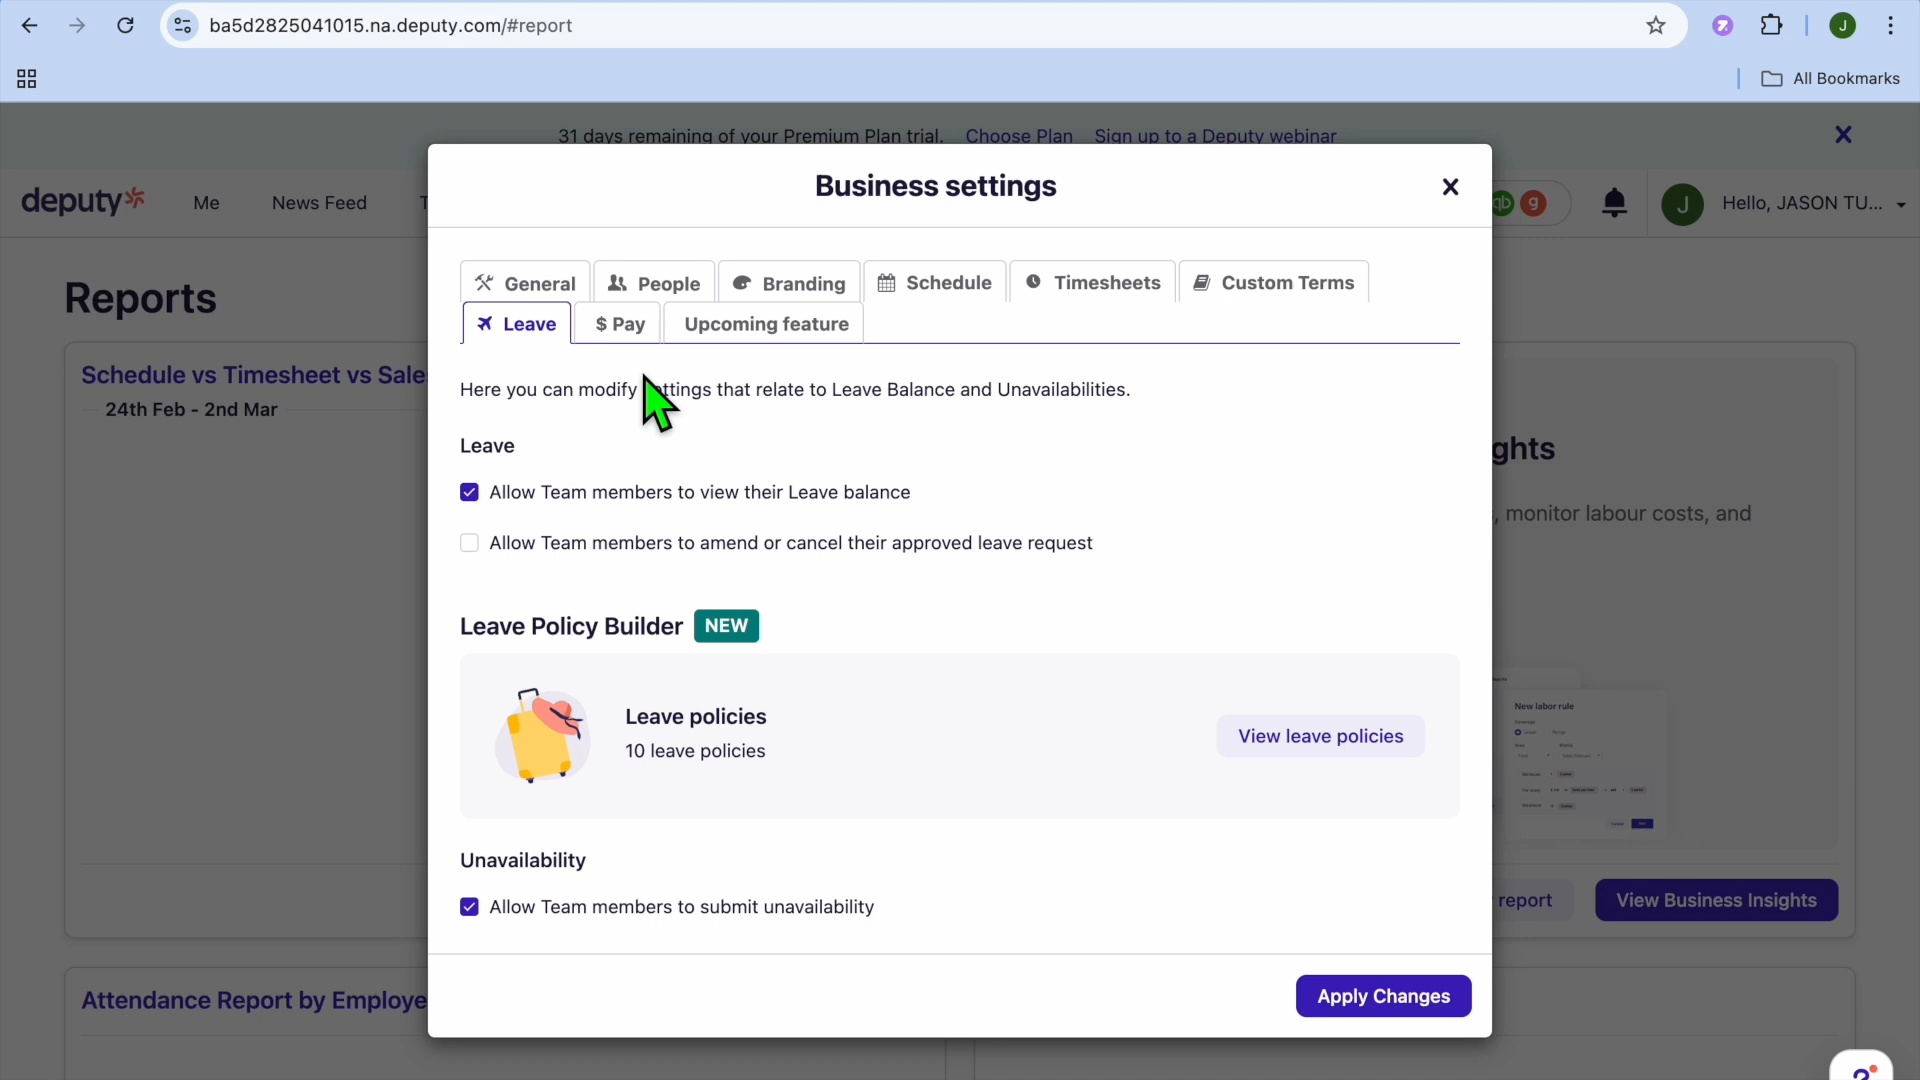 ba5d2825041015.na.deputy.com/#report
J
All Bookmarks
31 days remaining of your Premium Plan trial. Choose Plan Sign up to a Deputy webinar
Business settings
deputy
Me
News Feed
T
qb
g
J
Hello, JASON TU...
General
People
Branding
Schedule
Timesheets
Custom Terms
Leave
$ Pay
Upcoming feature
Reports
Here you can modify settings that relate to Leave Balance and Unavailabilities.
Schedule vs Timesheet vs Sale
24th Feb - 2nd Mar
Leave
ghts
Allow Team members to view their Leave balance
, monitor labour costs, and
Allow Team members to amend or cancel their approved leave request
Leave Policy Builder NEW
Leave policies
10 leave policies
View leave policies
New labor rule
Unavailability
Allow Team members to submit unavailability
report
View Business Insights
Attendance Report by Employe
Apply Changes